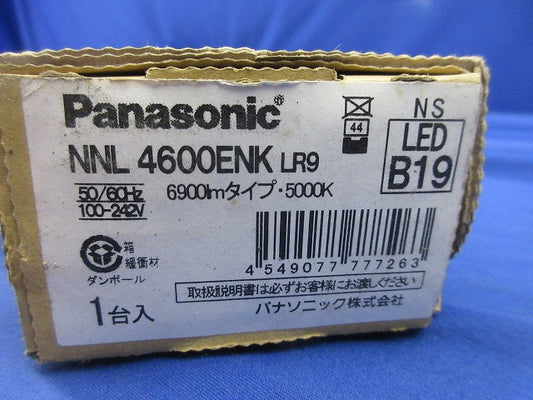 Panasonic®
NNL 4600ENK LR9
50/60Hz
100-242V
6900lmタイプ・5000K
44
NS
LED
B19
箱
緩衝材
ダンボール
4 549077 777263
1台入
取扱説明書は必ずお客様にお渡しください
パナソニック株式会社